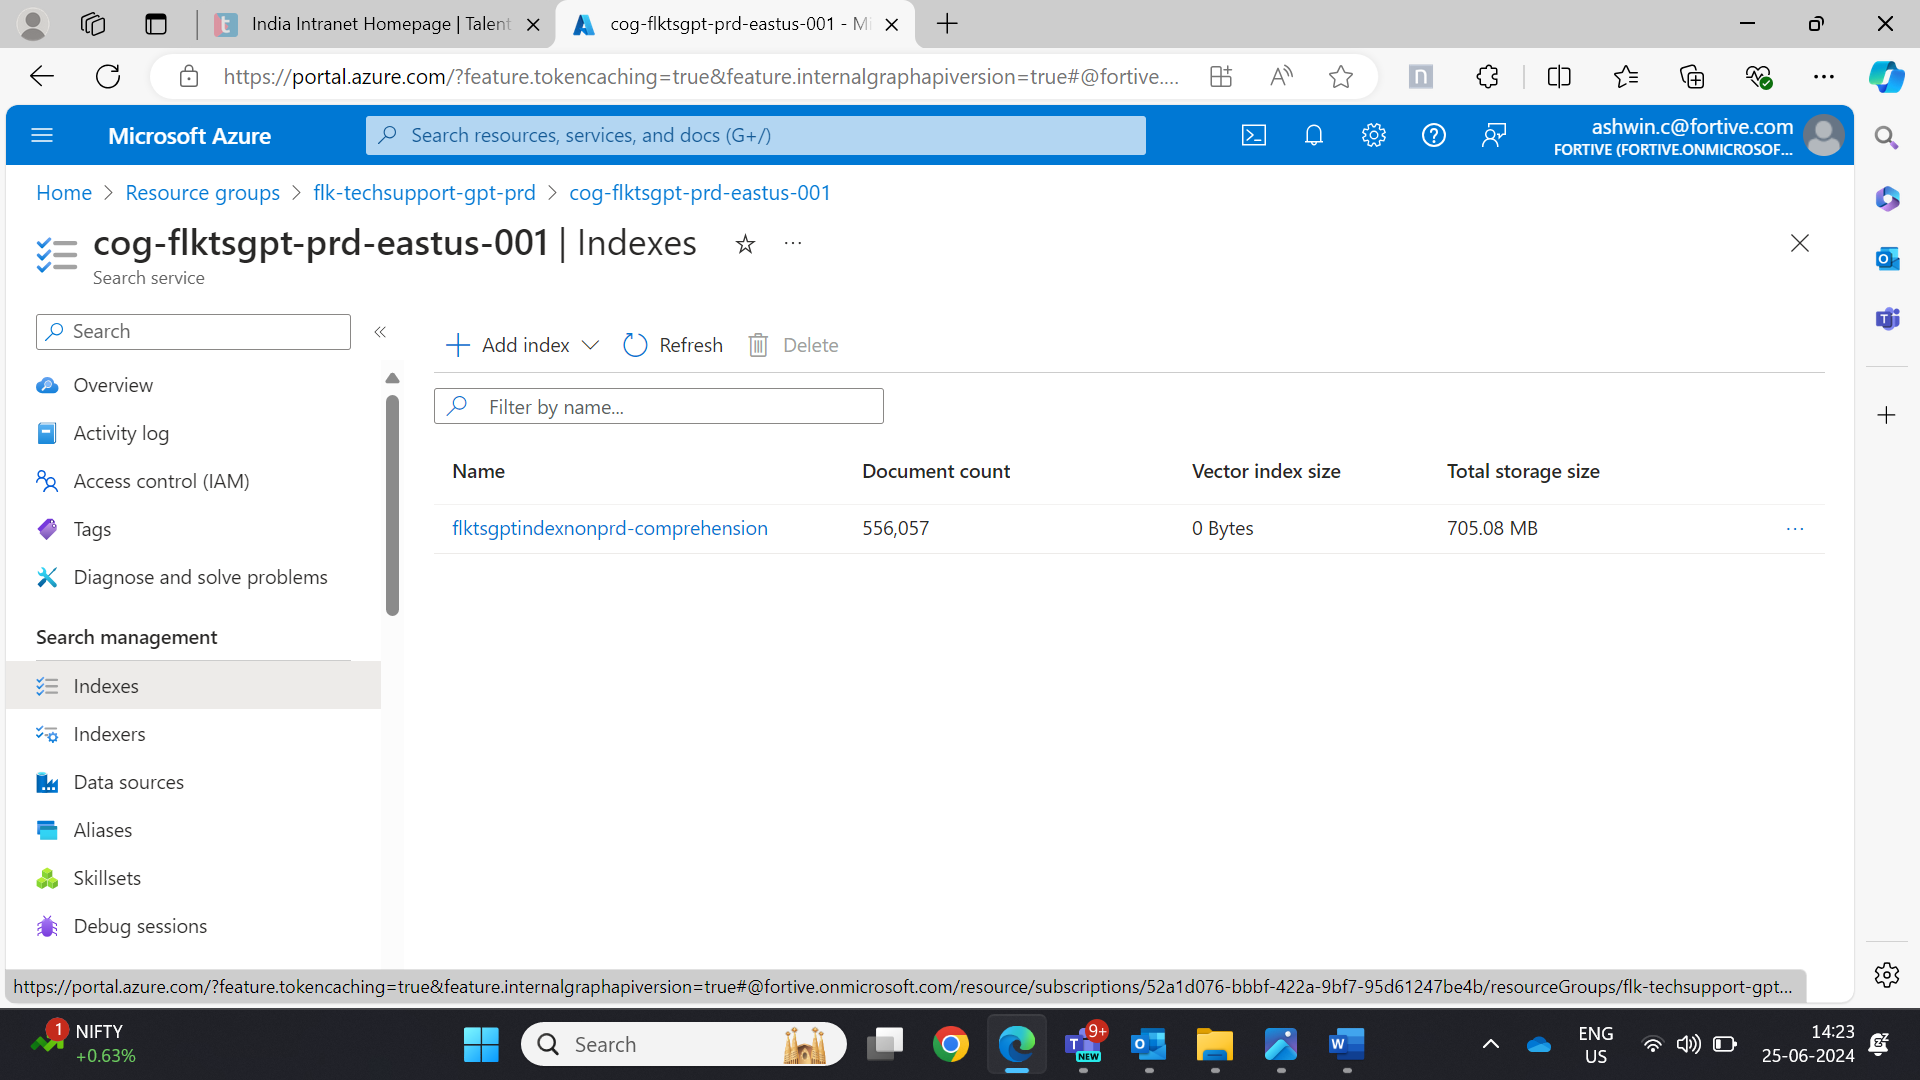 India Intranet Homepage | Talent
cog-flktsgpt-prd-eastus-001 - Mi
https://portal.azure.com/?feature.tokencaching=true&feature.internalgraphapiversion=true#@fortive....
Microsoft Azure
Search resources, services, and docs (G+/)
ashwin.c@fortive.com
FORTIVE (FORTIVE.ONMICROSOF...
Home > Resource groups > flk-techsupport-gpt-prd > cog-flktsgpt-prd-eastus-001
cog-flktsgpt-prd-eastus-001 | Indexes
Search service
Search
Add index
Refresh
Delete
Filter by name...
Overview
Activity log
Access control (IAM)
Tags
Diagnose and solve problems
Search management
Indexes
Indexers
Data sources
Aliases
Skillsets
Debug sessions
Name Document count Vector index size Total storage size
flktsgptindexnonprd-comprehension 556,057 0 Bytes 705.08 MB
https://portal.azure.com/?feature.tokencaching=true&feature.internalgraphapiversion=true#@fortive.onmicrosoft.com/resource/subscriptions/52a1d076-bbbf-422a-9bf7-95d61247be4b/resourceGroups/flk-techsupport-gpt...
1
NIFTY
+0.63%
Search
9+
NEW
ENG
US
14:23
25-06-2024